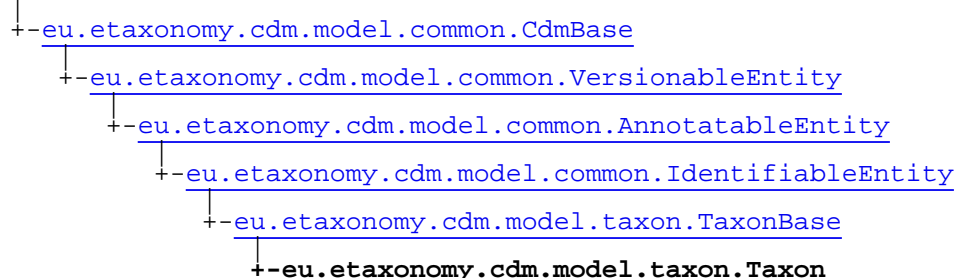 +-eu.etaxonomy.cdm.model.common.CdmBase
+-eu.etaxonomy.cdm.model.common.VersionableEntity
+-eu.etaxonomy.cdm.model.common.AnnotatableEntity
+-eu.etaxonomy.cdm.model.common.IdentifiableEntity
+-eu.etaxonomy.cdm.model.taxon.TaxonBase
+-eu.etaxonomy.cdm.model.taxon.Taxon